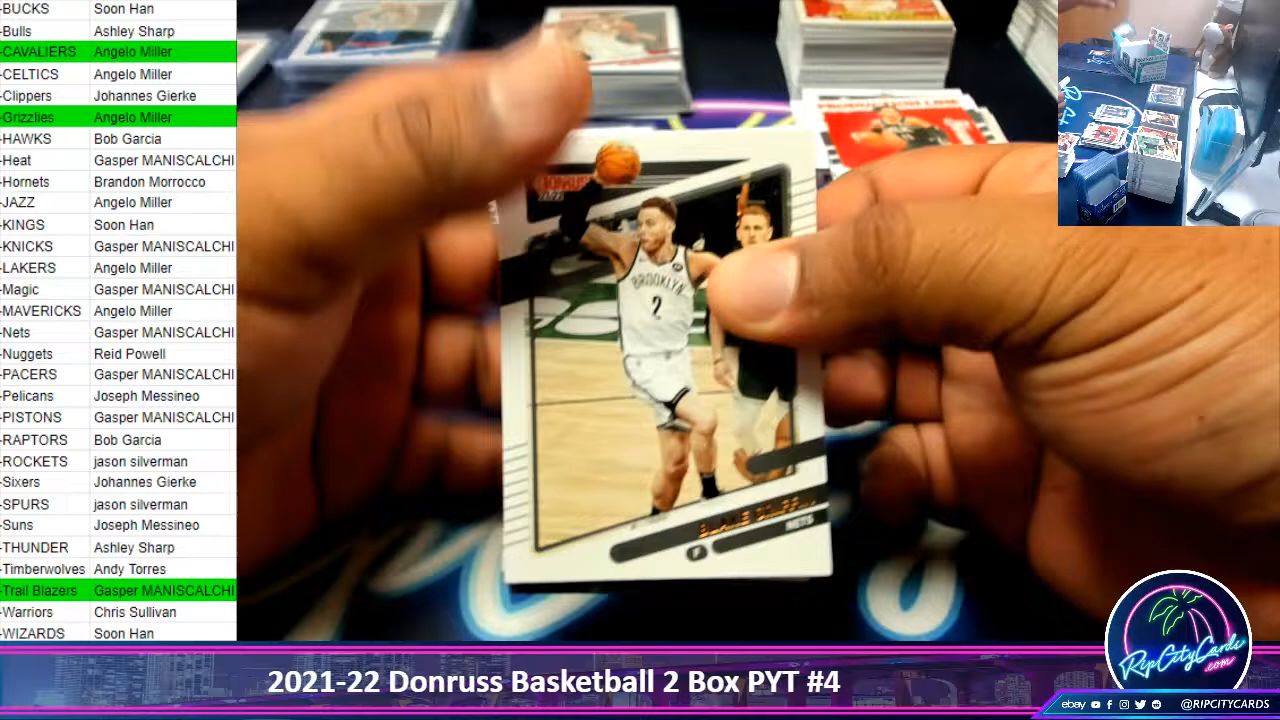 -BUCKS Soon Han
-Bulls Ashley Sharp
-CAVALIERS Angelo Miller
-CELTICS Angelo Miller
-Clippers Johannes Gierke
-Grizzlies Angelo Miller
-HAWKS Bob Garcia
-Heat Gasper MANISCALCHI
-Hornets Brandon Morrocco
-JAZZ Angelo Miller
-KINGS Soon Han
-KNICKS Gasper MANISCALCHI
-LAKERS Angelo Miller
-Magic Gasper MANISCALCHI
-MAVERICKS Angelo Miller
-Nets Gasper MANISCALCHI
-Nuggets Reid Powell
-PACERS Gasper MANISCALCHI
-Pelicans Joseph Messineo
-PISTONS Gasper MANISCALCHI
-RAPTORS Bob Garcia
-ROCKETS jason silverman
-Sixers Johannes Gierke
-SPURS jason silverman
-Suns Joseph Messineo
-THUNDER Ashley Sharp
-Timberwolves Andy Torres
-Trail Blazers Gasper MANISCALCHI
-Warriors Chris Sullivan
-WIZARDS Soon Han
BROOKLYN
2
NETS
2021-22 Donruss Basketball 2 Box PYT #4
RipCityCards
.com
ebay @RIPCITYCARDS